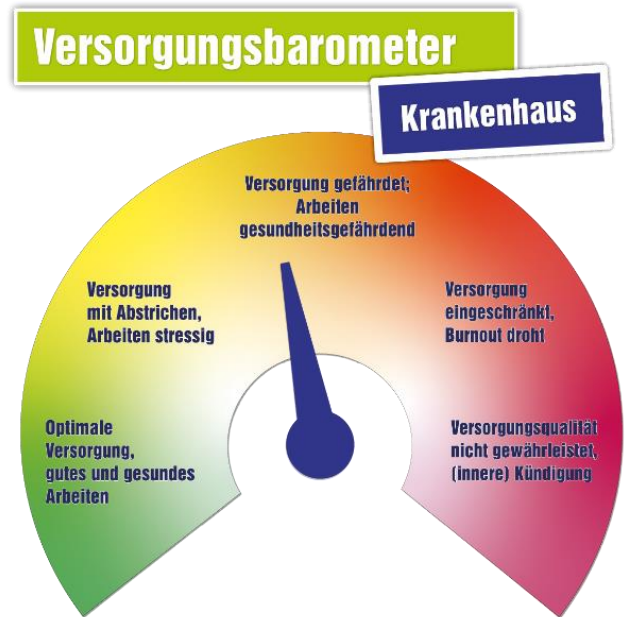 Versorgungsbarometer
Krankenhaus
Versorgung gefährdet;
Arbeiten
gesundheitsgefährdend
Versorgung
mit Abstrichen,
Arbeiten stressig
Versorgung
eingeschränkt,
Burnout droht
Optimale
Versorgung,
gutes und gesundes
Arbeiten
Versorgungsqualität
nicht gewährleistet,
(innere) Kündigung